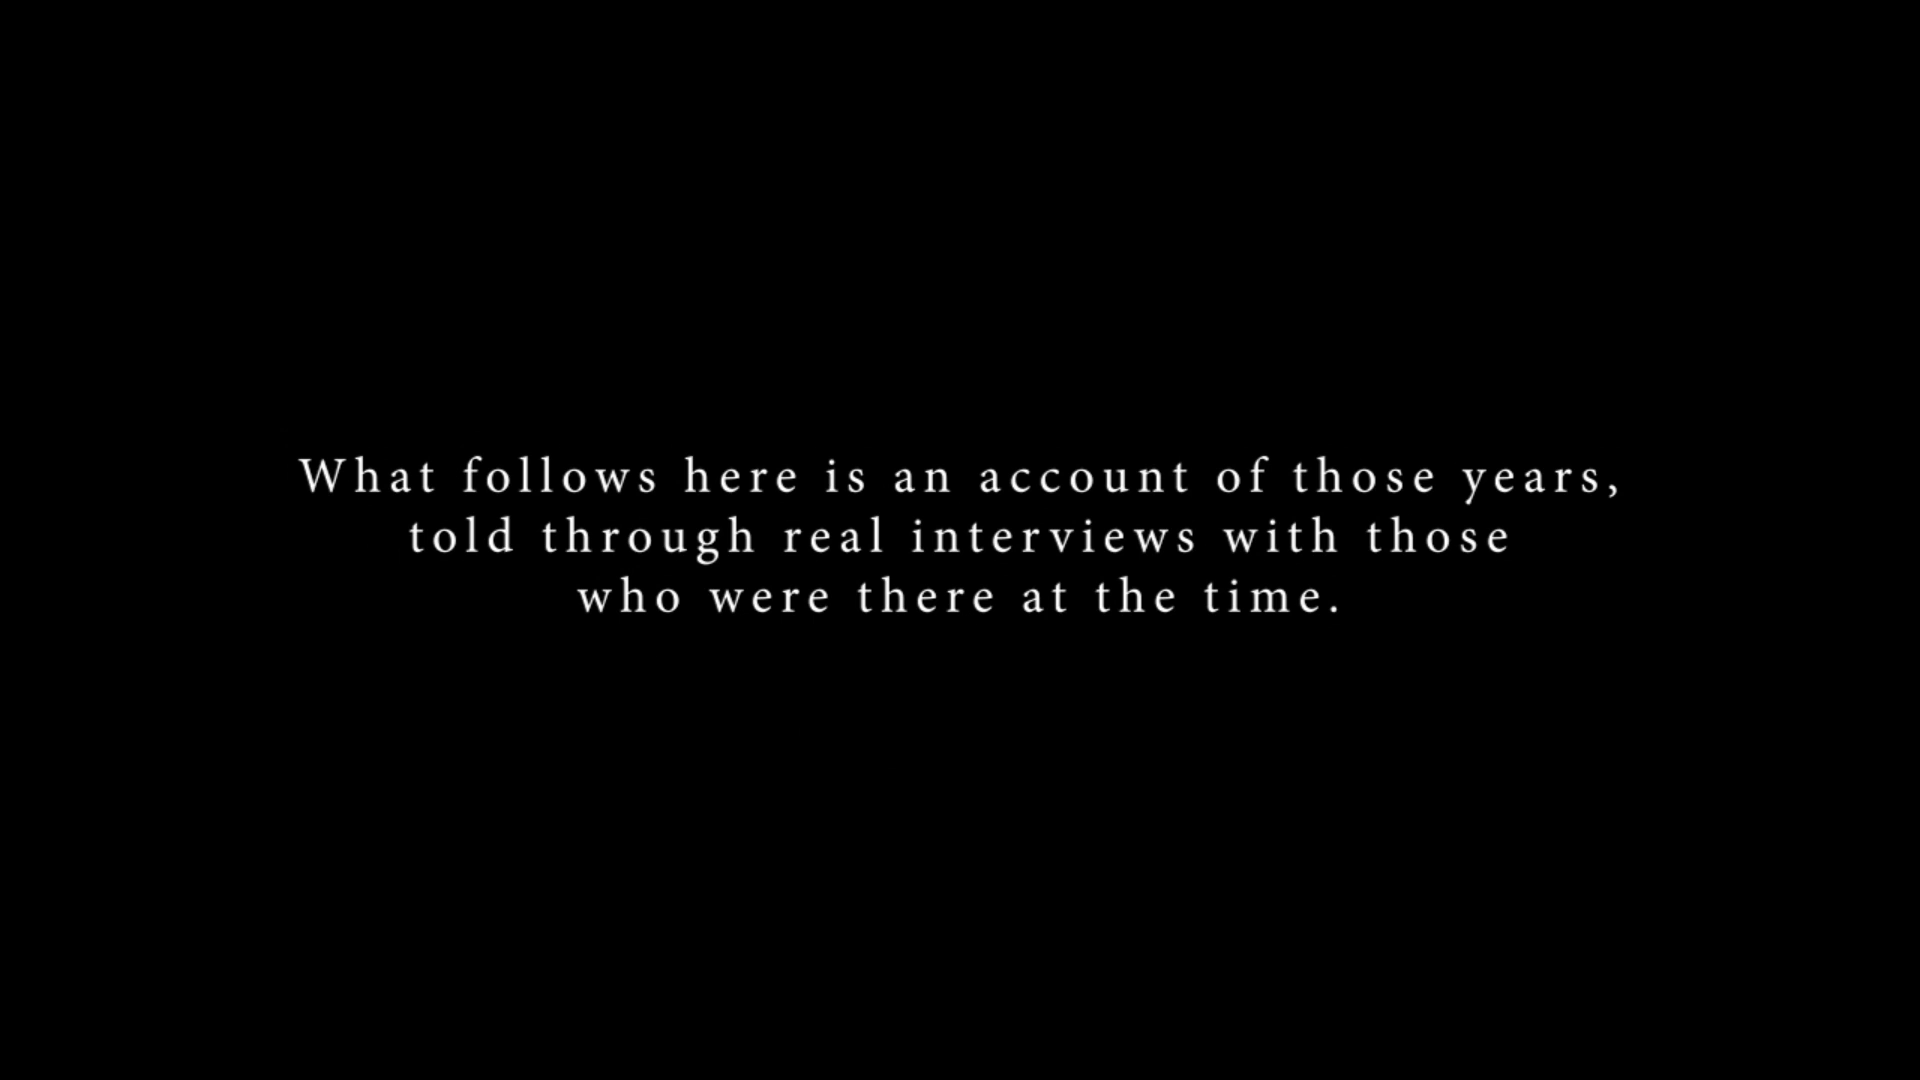 What follows here is an account of those years,
told through real interviews with those
who were there at the time.